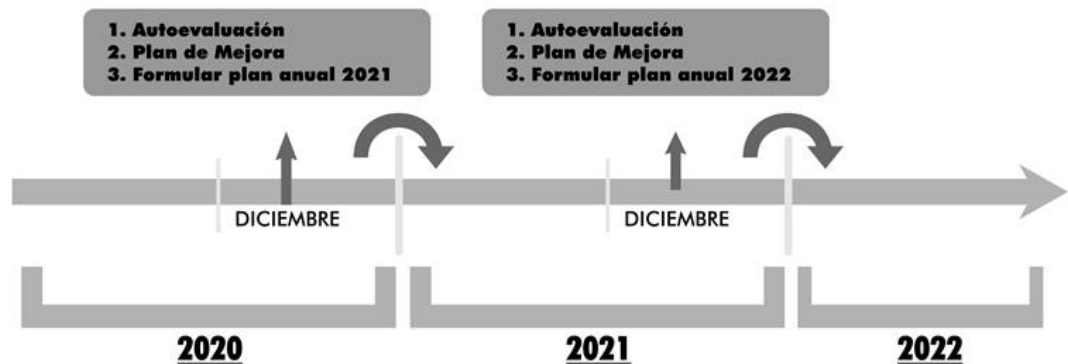 1. Autoevaluación
2. Plan de Mejora
3. Formular plan anual 2021
1. Autoevaluación
2. Plan de Mejora
3. Formular plan anual 2022
DICIEMBRE
DICIEMBRE
2020
2021
2022